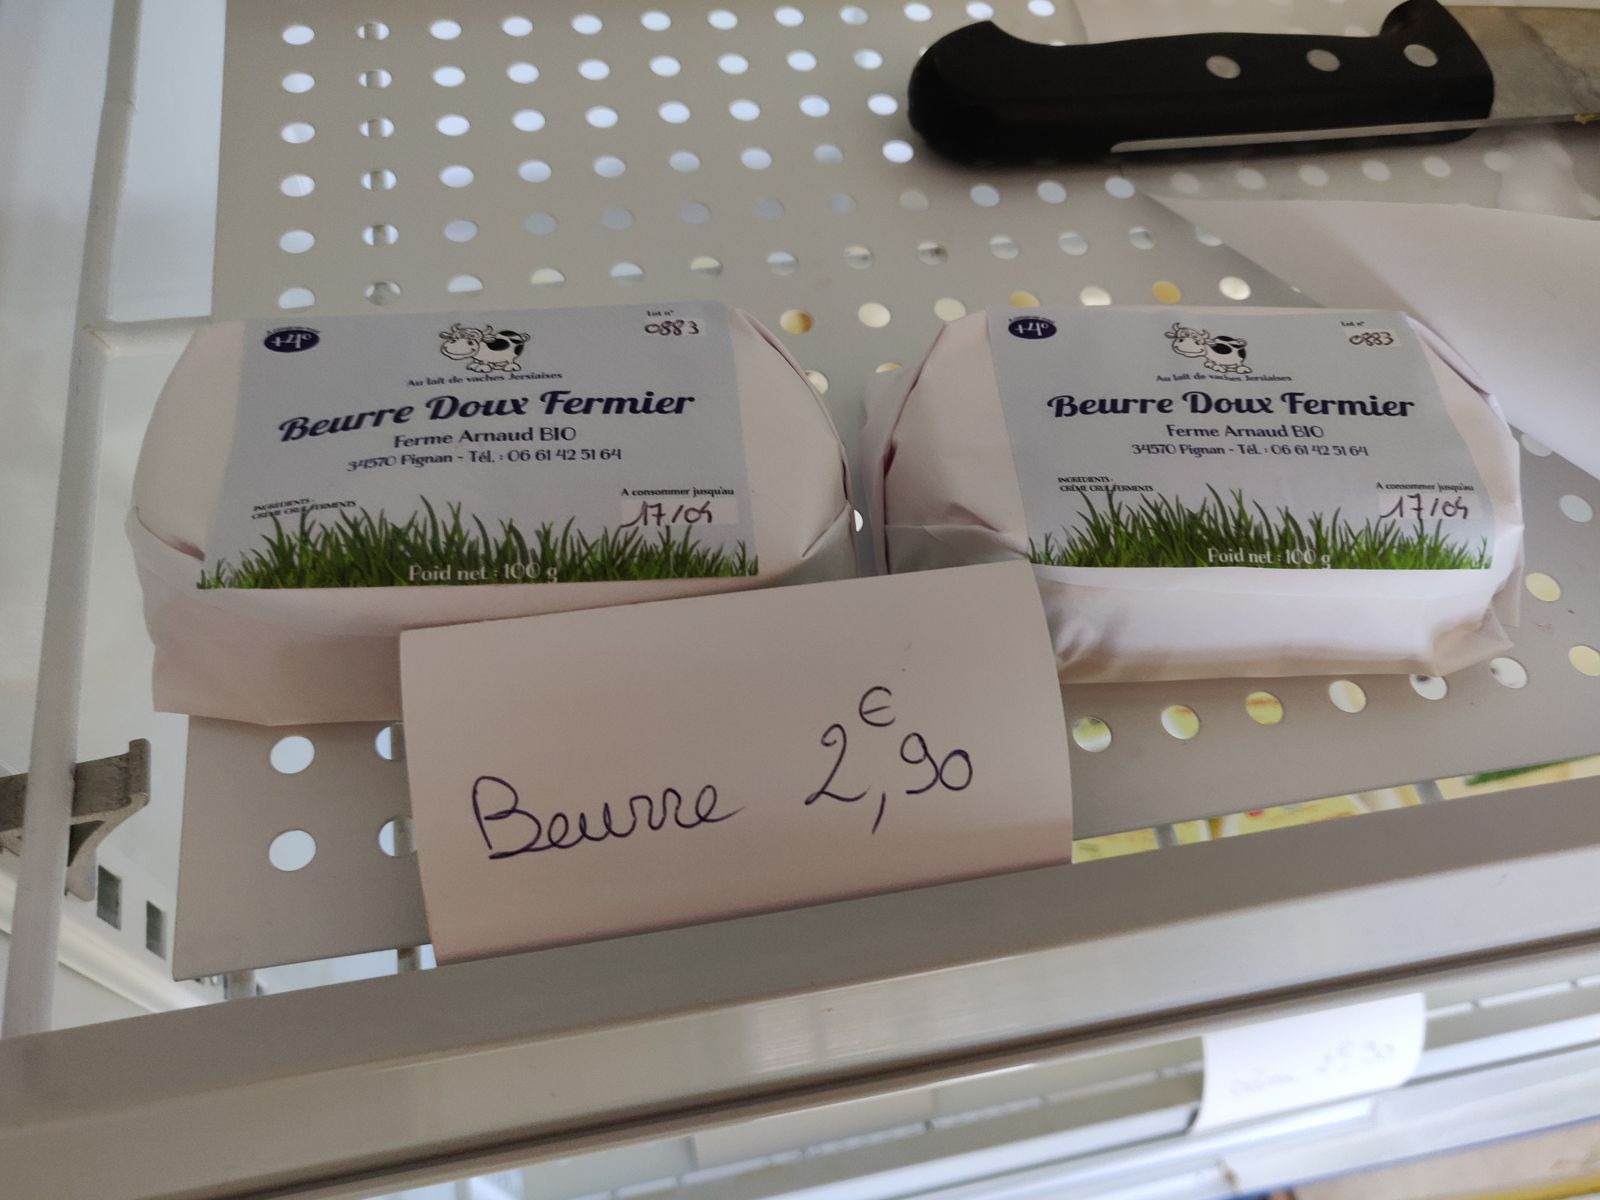 +4°
Lot n°
0883
Au lait de vaches Jersiaises
Beurre Doux Fermier
Ferme Arnaud BIO
34570 Pignan - Tél. : 06 61 42 51 64
INGREDIENTS :
CRÈME CRUE, FERMENTS
A consommer jusqu'au
17/04
Poid net : 100 g
+4°
Lot n°
0883
Au lait de vaches Jersiaises
Beurre Doux Fermier
Ferme Arnaud BIO
34570 Pignan - Tél. : 06 61 42 51 64
INGREDIENTS :
CRÈME CRUE, FERMENTS
A consommer jusqu'au
17/04
Poid net : 100 g
Beurre 2€,90